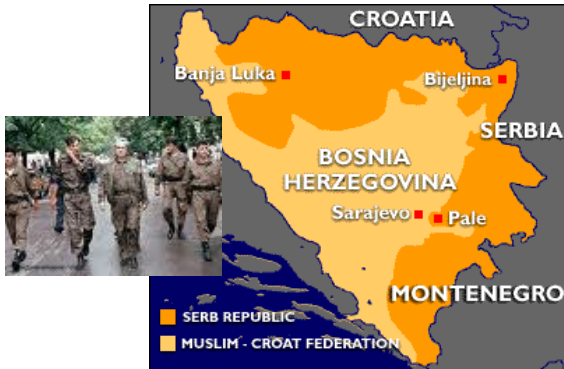 CROATIA
Banja Luka
Bijeljina
SERBIA
BOSNIA
HERZEGOVINA
Sarajevo
Pale
MONTENEGRO
SERB REPUBLIC
MUSLIM - CROAT FEDERATION